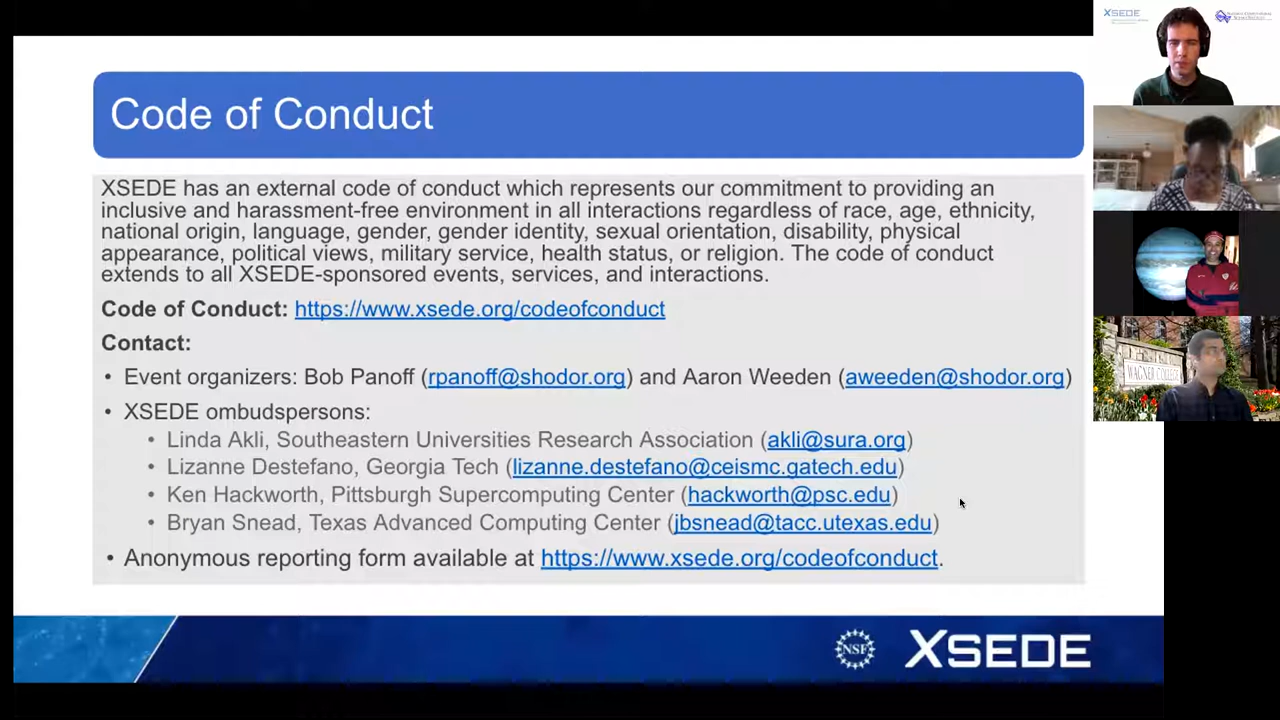 Code of Conduct
XSEDE has an external code of conduct which represents our commitment to providing an
inclusive and harassment-free environment in all interactions regardless of race, age, ethnicity,
national origin, language, gender, gender identity, sexual orientation, disability, physical
appearance, political views, military service, health status, or religion. The code of conduct
extends to all XSEDE-sponsored events, services, and interactions.
Code of Conduct: https://www.xsede.org/codeofconduct
Contact:
• Event organizers: Bob Panoff (rpanoff@shodor.org) and Aaron Weeden (aweeden@shodor.org)
• XSEDE ombudspersons:
• Linda Akli, Southeastern Universities Research Association (akli@sura.org)
• Lizanne Destefano, Georgia Tech (lizanne.destefano@ceismc.gatech.edu)
• Ken Hackworth, Pittsburgh Supercomputing Center (hackworth@psc.edu)
• Bryan Snead, Texas Advanced Computing Center (jbsnead@tacc.utexas.edu)
• Anonymous reporting form available at https://www.xsede.org/codeofconduct.
NSF
XSEDE
XSEDE
WAGNER COLLEGE